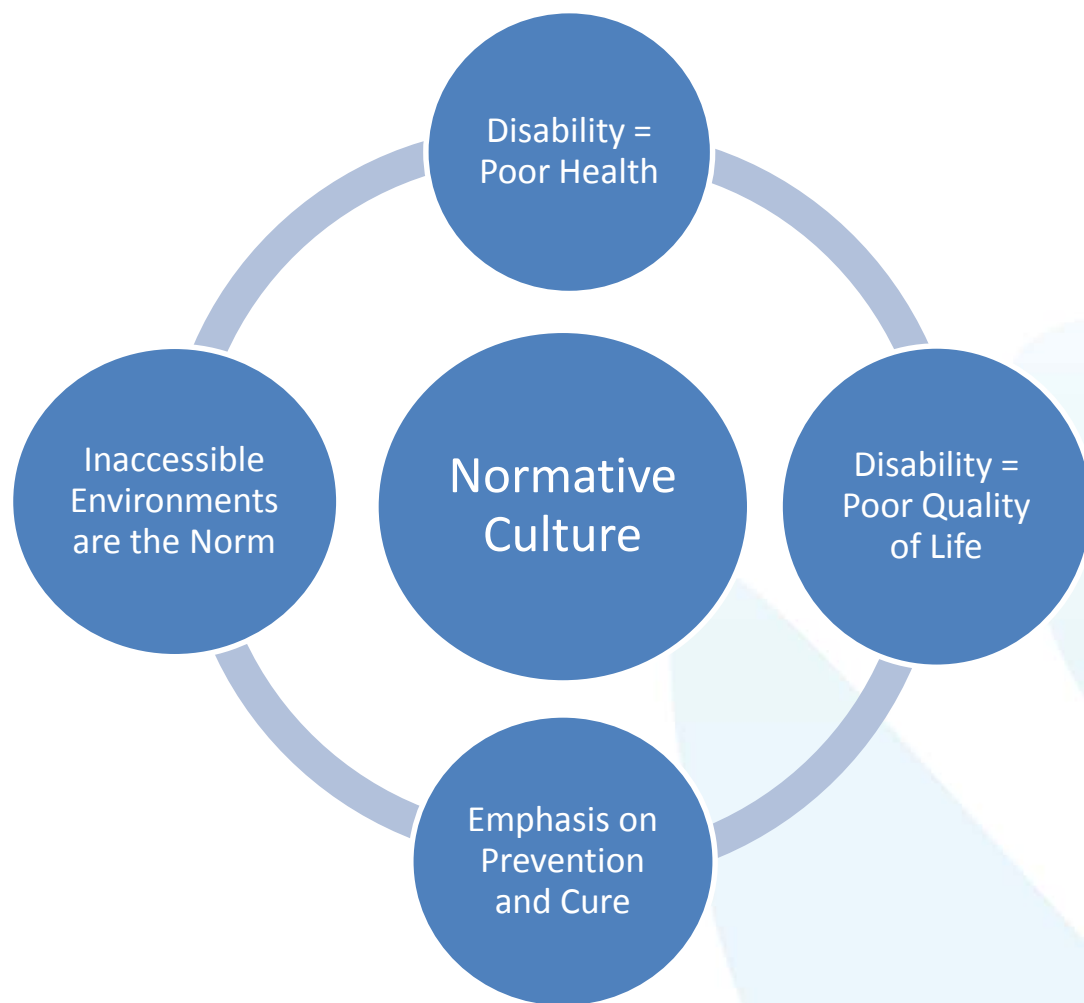 Disability =
Poor Health
Inaccessible
Environments
are the Norm
Normative
Culture
Disability =
Poor Quality
of Life
Emphasis on
Prevention
and Cure